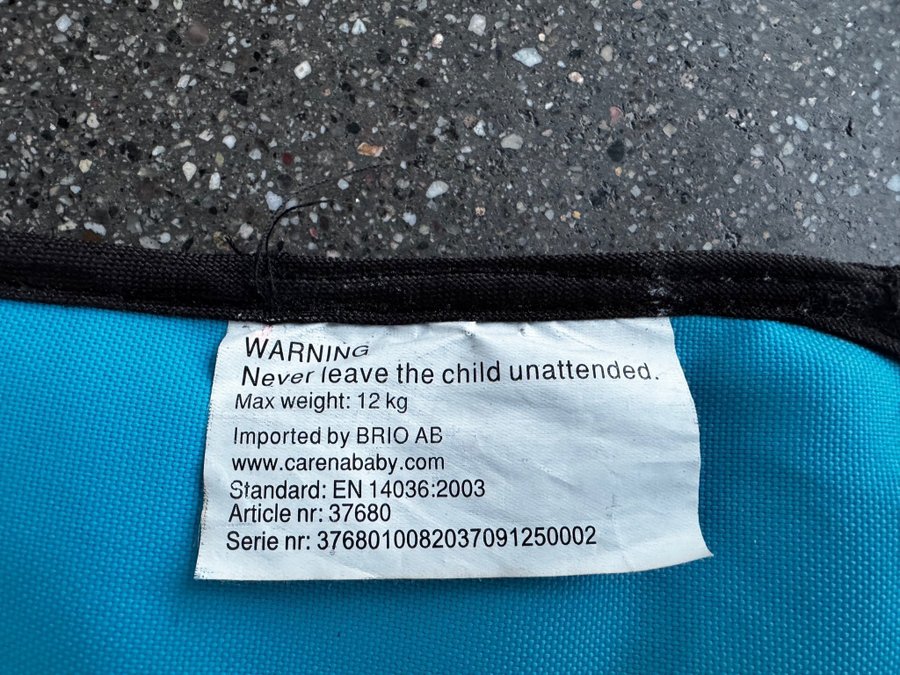 WARNING
Never leave the child unattended.
Max weight: 12 kg
Imported by BRIO AB
www.carenababy.com
Standard: EN 14036:2003
Article nr: 37680
Serie nr: 3768010082037091250002